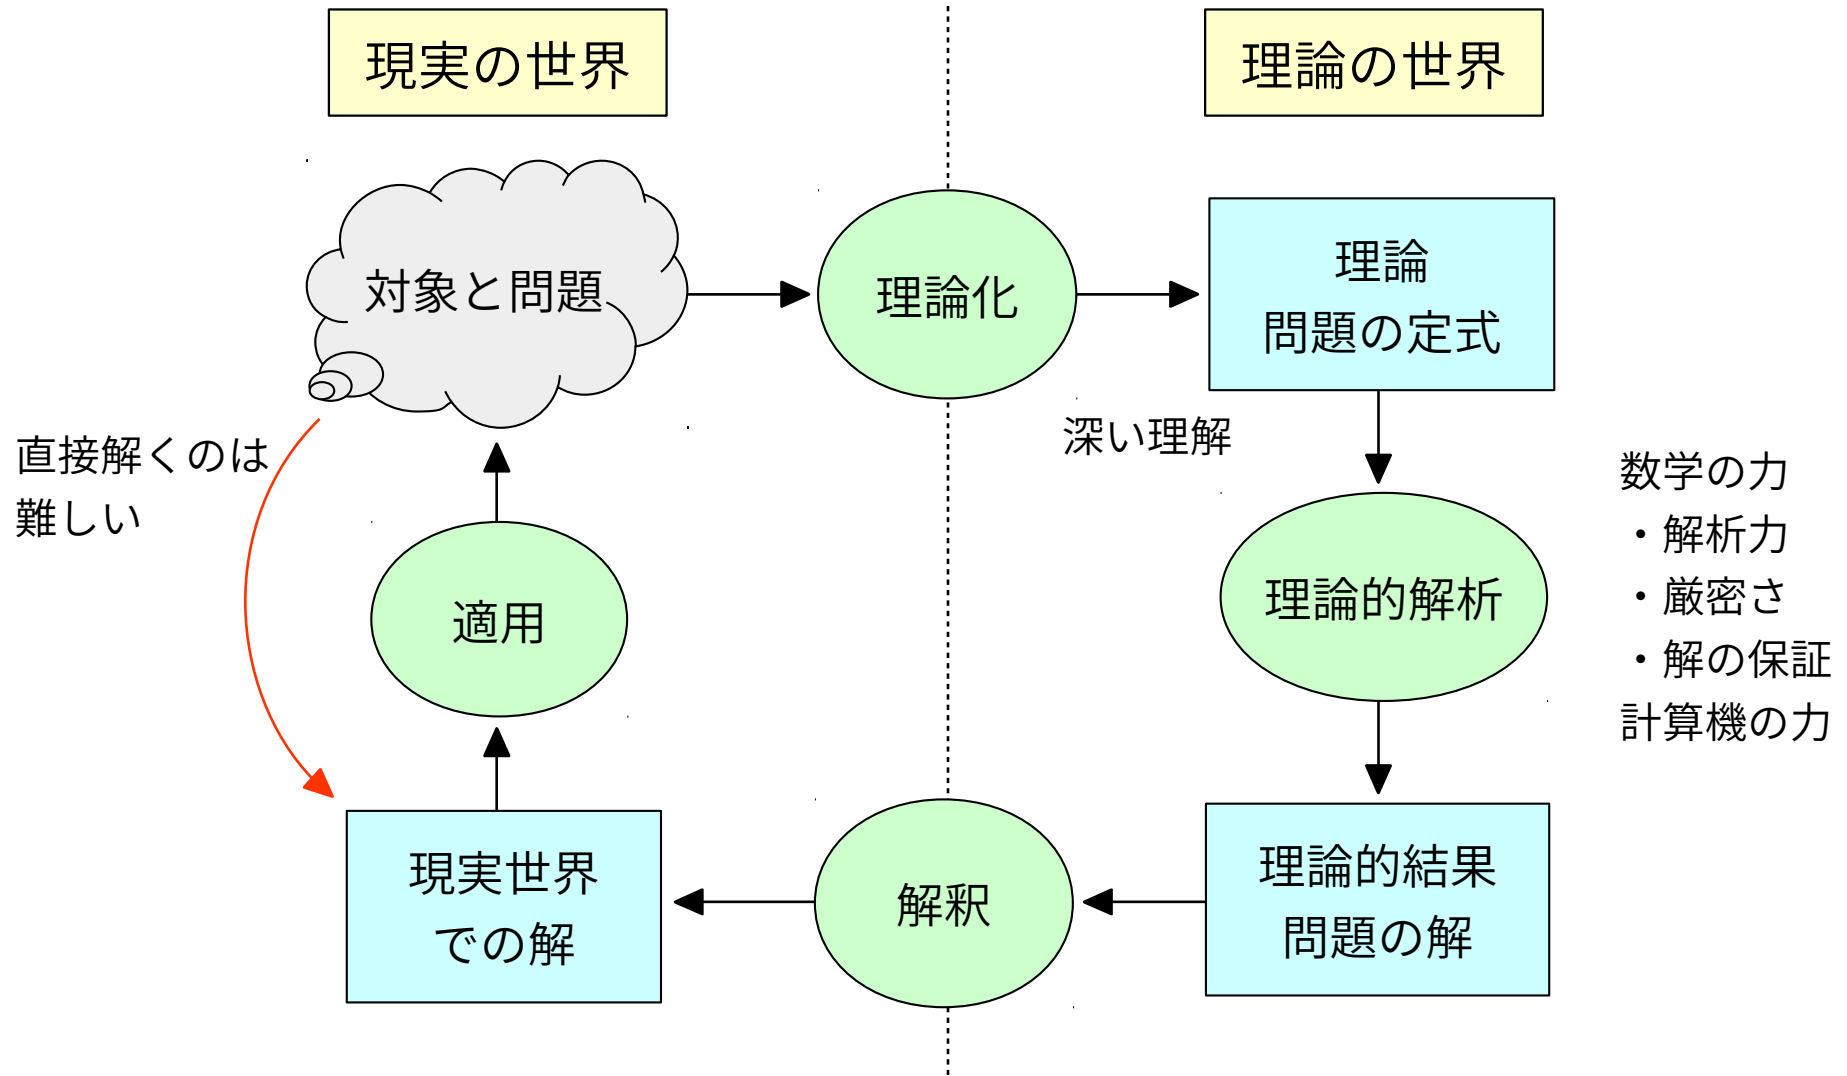 現実の世界
理論の世界
対象と問題
理論化
理論
問題の定式
直接解くのは
難しい
深い理解
適用
理論的解析
数学の力
・解析力
・厳密さ
・解の保証
計算機の力
現実世界
での解
解釈
理論的結果
問題の解